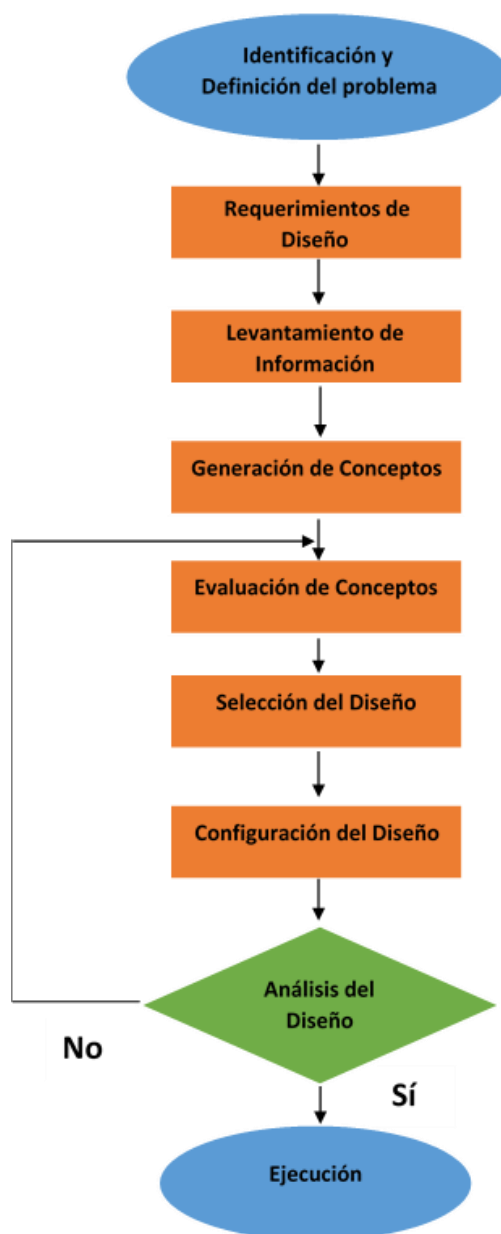 Identificación y
Definición del problema
Requerimientos de
Diseño
Levantamiento de
Información
Generación de Conceptos
Evaluación de Conceptos
Selección del Diseño
Configuración del Diseño
Análisis del
Diseño
No
Sí
Ejecución